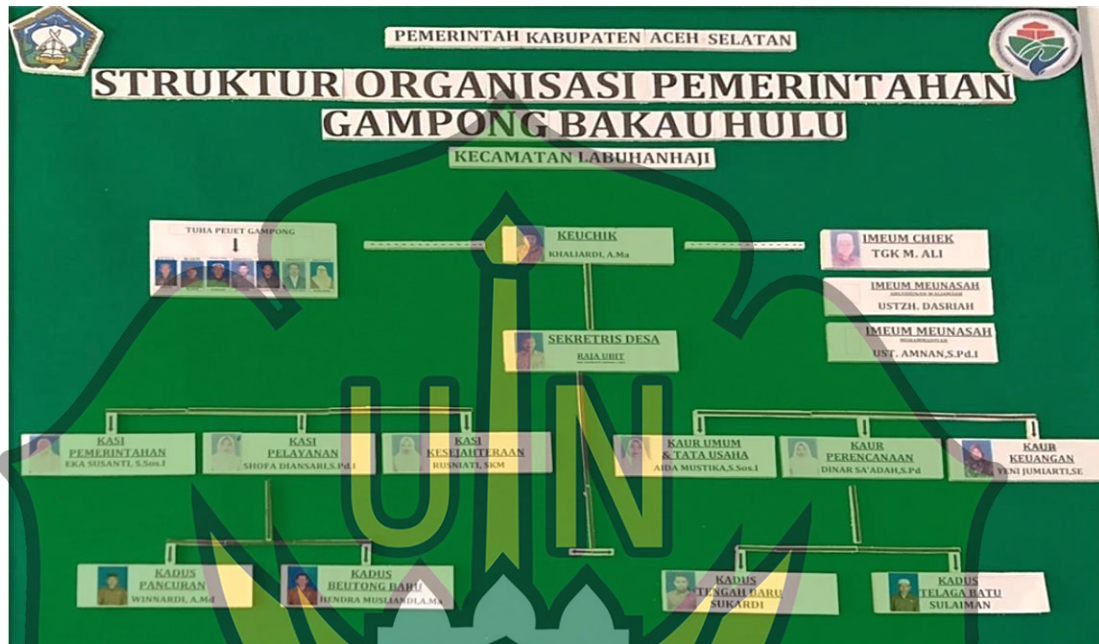 PEMERINTAH KABUPATEN ACEH SELATAN
STRUKTUR ORGANISASI PEMERINTAHAN
GAMPONG BAKAU HULU
KECAMATAN LABUHANHAJI
TUHA PEUET GAMPONG
KEUCHIK
KHALIARDI, A.Ma
IMEUM CHIEK
TGK M. ALI
IMEUM MEUNASAH
USTZH. DASRIAH
IMEUM MEUNASAH
UST. AMNAN,S.Pd.I
SEKRETRIS DESA
RAJA UBIT
KASI
PEMERINTAHAN
EKA SUSANTI, S.Sos.I
KASI
PELAYANAN
SHOFA DIANSARI,S.Pd.I
KASI
KESEJAHTERAAN
RUSNIATI, SKM
KAUR UMUM
& TATA USAHA
AIDA MUSTIKA,S.Sos.I
KAUR
PERENCANAAN
DINAR SA'ADAH,S.Pd
KAUR
KEUANGAN
YENI JUMIARTI,SE
KADUS
PANCURAN
WINNARDI, A.Md
KADUS
BEUTONG BARU
HENDRA MUSLIANDI,A.Ma
KADUS
TENGAH BARU
SUKARDI
KADUS
TELAGA BATU
SULAIMAN
UIN